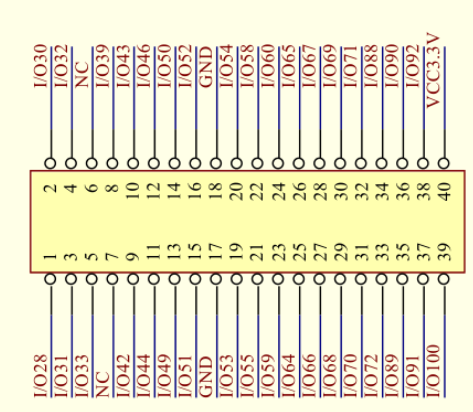 I/O30
I/O32
NC
I/O39
I/O43
I/O46
I/O50
I/O52
GND
I/O54
I/O58
I/O60
I/O65
I/O67
I/O69
I/O71
I/O88
I/O90
I/O92
VCC3.3V
2
4
6
8
10
12
14
16
18
20
22
24
26
28
30
32
34
36
38
40
1
3
5
7
9
11
13
15
17
19
21
23
25
27
29
31
33
35
37
39
I/O28
I/O31
I/O33
NC
I/O42
I/O44
I/O49
I/O51
GND
I/O53
I/O55
I/O59
I/O64
I/O66
I/O68
I/O70
I/O72
I/O89
I/O91
I/O100